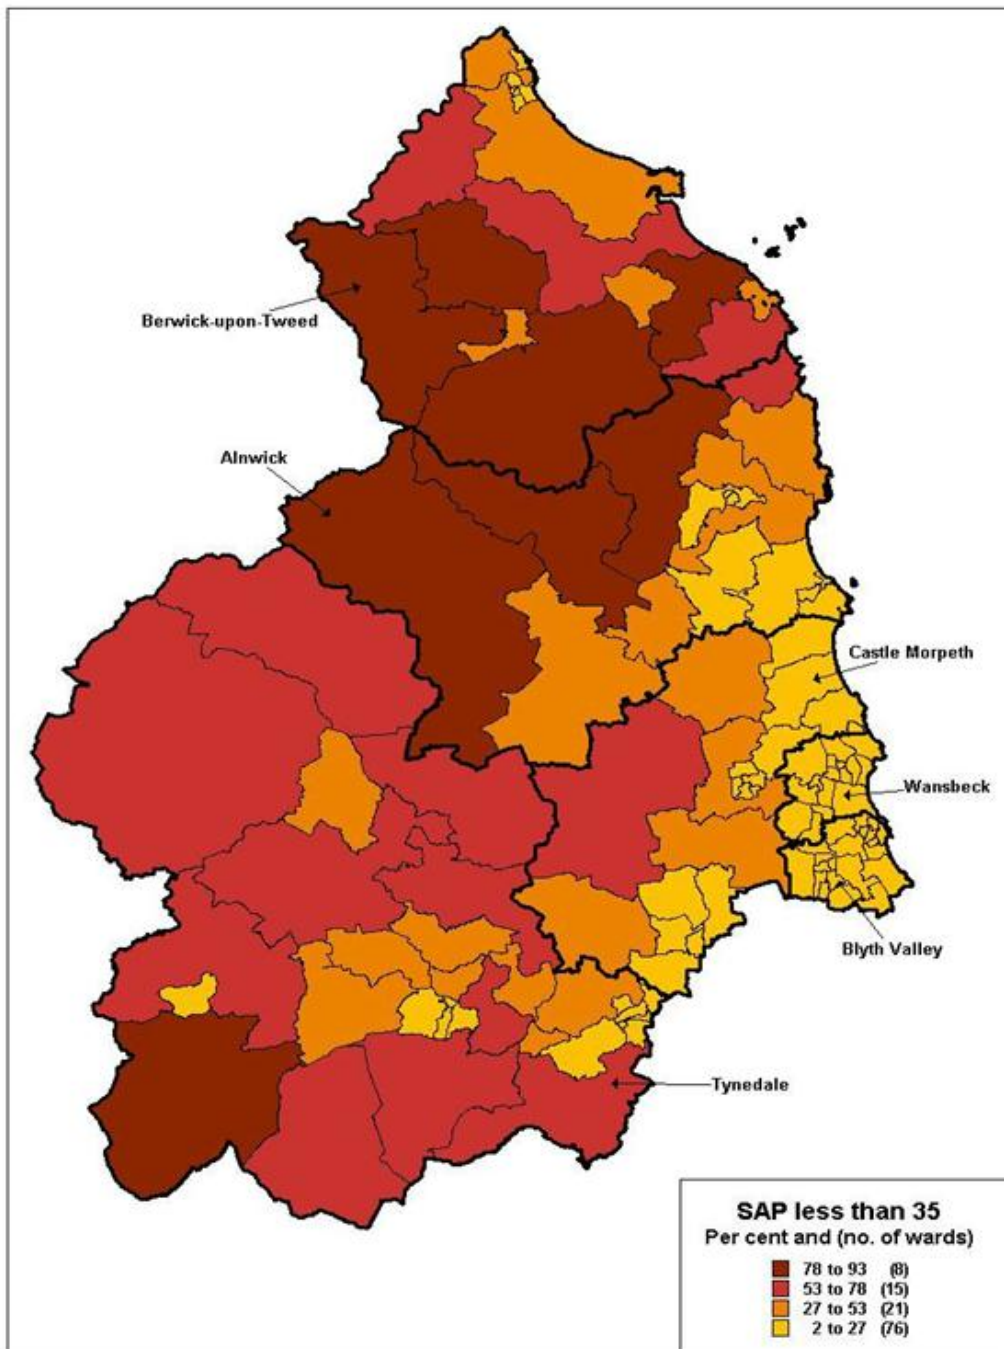 Berwick-upon-Tweed
Alnwick
Castle Morpeth
Wansbeck
Blyth Valley
Tynedale
SAP less than 35
Per cent and (no. of wards)
78 to 93 (8)
53 to 78 (15)
27 to 53 (21)
2 to 27 (76)